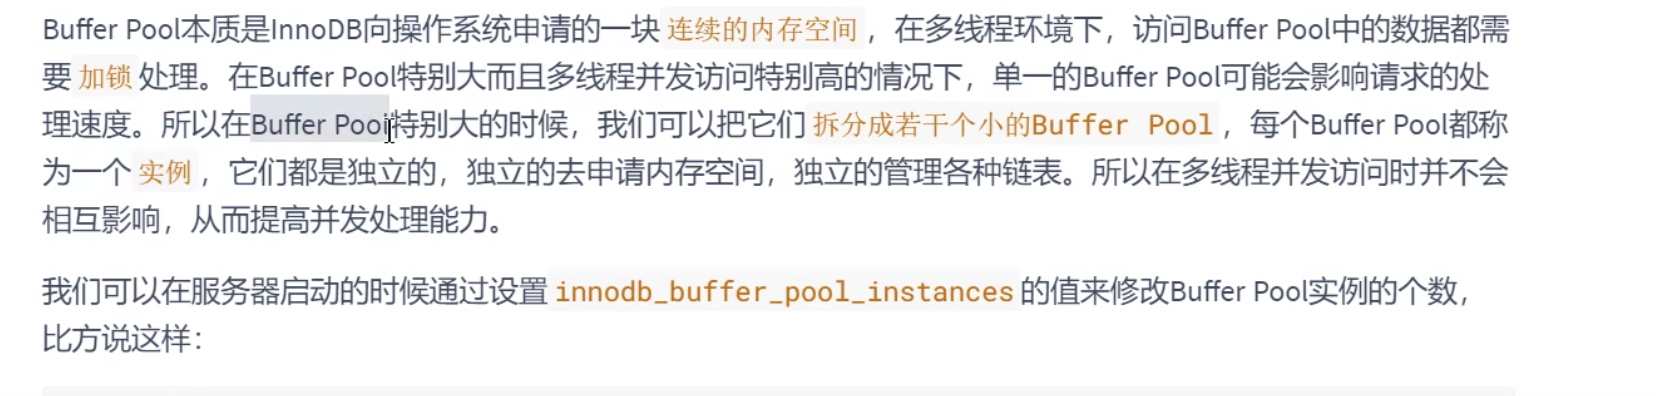 Buffer Pool本质是InnoDB向操作系统申请的一块 连续的内存空间 ，在多线程环境下，访问Buffer Pool中的数据都需
要 加锁 处理。在Buffer Pool特别大而且多线程并发访问特别高的情况下，单一的Buffer Pool可能会影响请求的处
理速度。所以在Buffer Pool特别大的时候，我们可以把它们 拆分成若干个小的Buffer Pool ，每个Buffer Pool都称
为一个 实例 ，它们都是独立的，独立的去申请内存空间，独立的管理各种链表。所以在多线程并发访问时并不会
相互影响，从而提高并发处理能力。
我们可以在服务器启动的时候通过设置 innodb_buffer_pool_instances 的值来修改Buffer Pool实例的个数，
比方说这样：